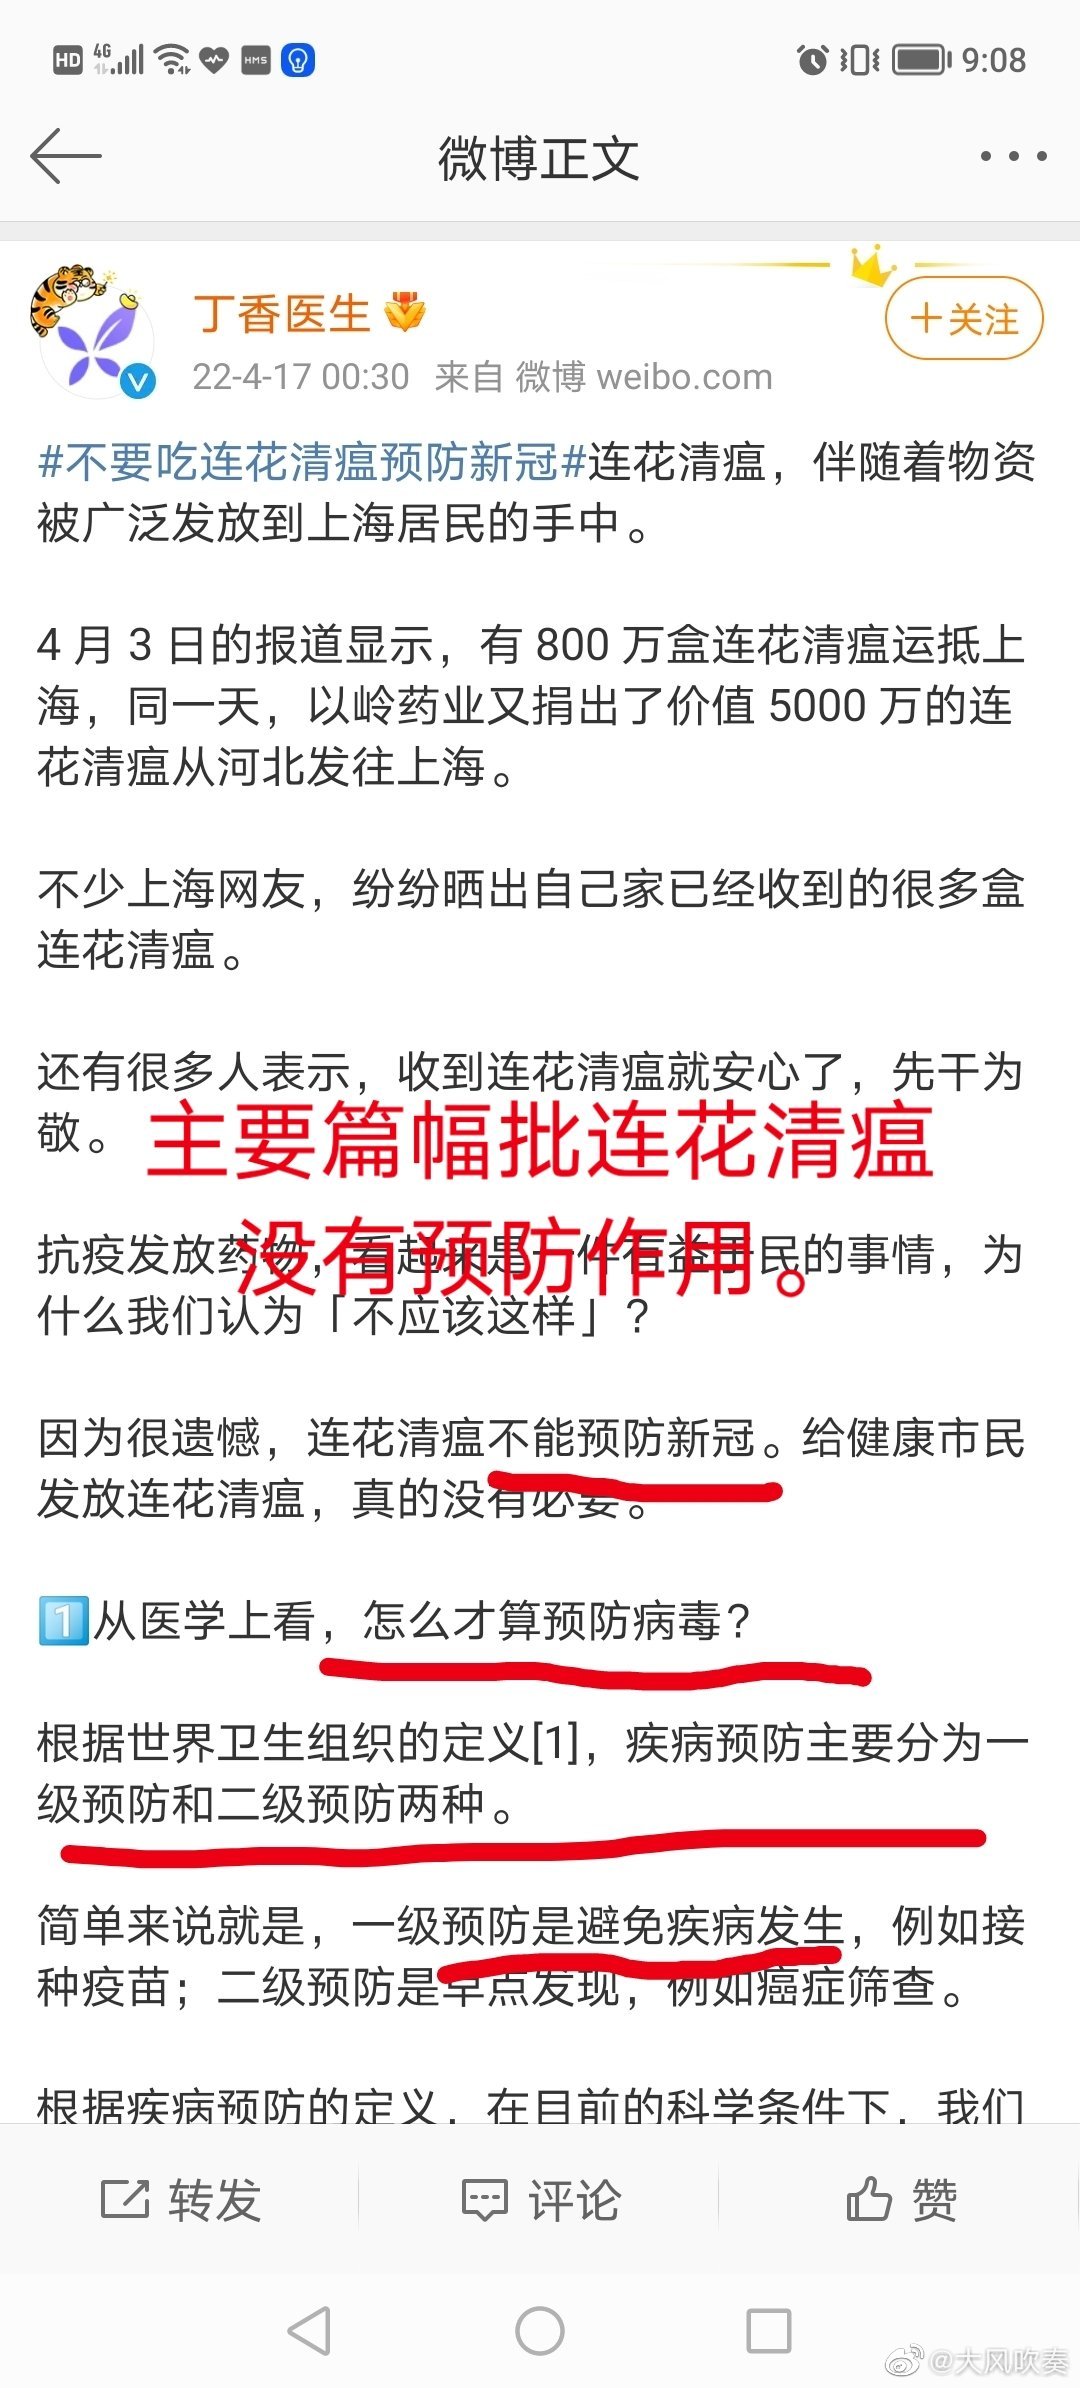 HD 4G HMS 9:08
微博正文
丁香医生
+关注
22-4-17 00:30 来自 微博 weibo.com
#不要吃连花清瘟预防新冠#连花清瘟，伴随着物资
被广泛发放到上海居民的手中。
4 月 3 日的报道显示，有 800 万盒连花清瘟运抵上
海，同一天，以岭药业又捐出了价值 5000 万的连
花清瘟从河北发往上海。
不少上海网友，纷纷晒出自己家已经收到的很多盒
连花清瘟。
还有很多人表示，收到连花清瘟就安心了，先干为
敬。
主要篇幅批连花清瘟
没有预防作用。
抗疫发放药物，看起来是一件有益于民的事情，为
什么我们认为「不应该这样」？
因为很遗憾，连花清瘟不能预防新冠。给健康市民
发放连花清瘟，真的没有必要。
1从医学上看，怎么才算预防病毒？
根据世界卫生组织的定义[1]，疾病预防主要分为一
级预防和二级预防两种。
简单来说就是，一级预防是避免疾病发生，例如接
种疫苗；二级预防是早点发现，例如癌症筛查。
根据疾病预防的定义，在目前的科学条件下，我们
转发 评论 赞
@大风吹奏